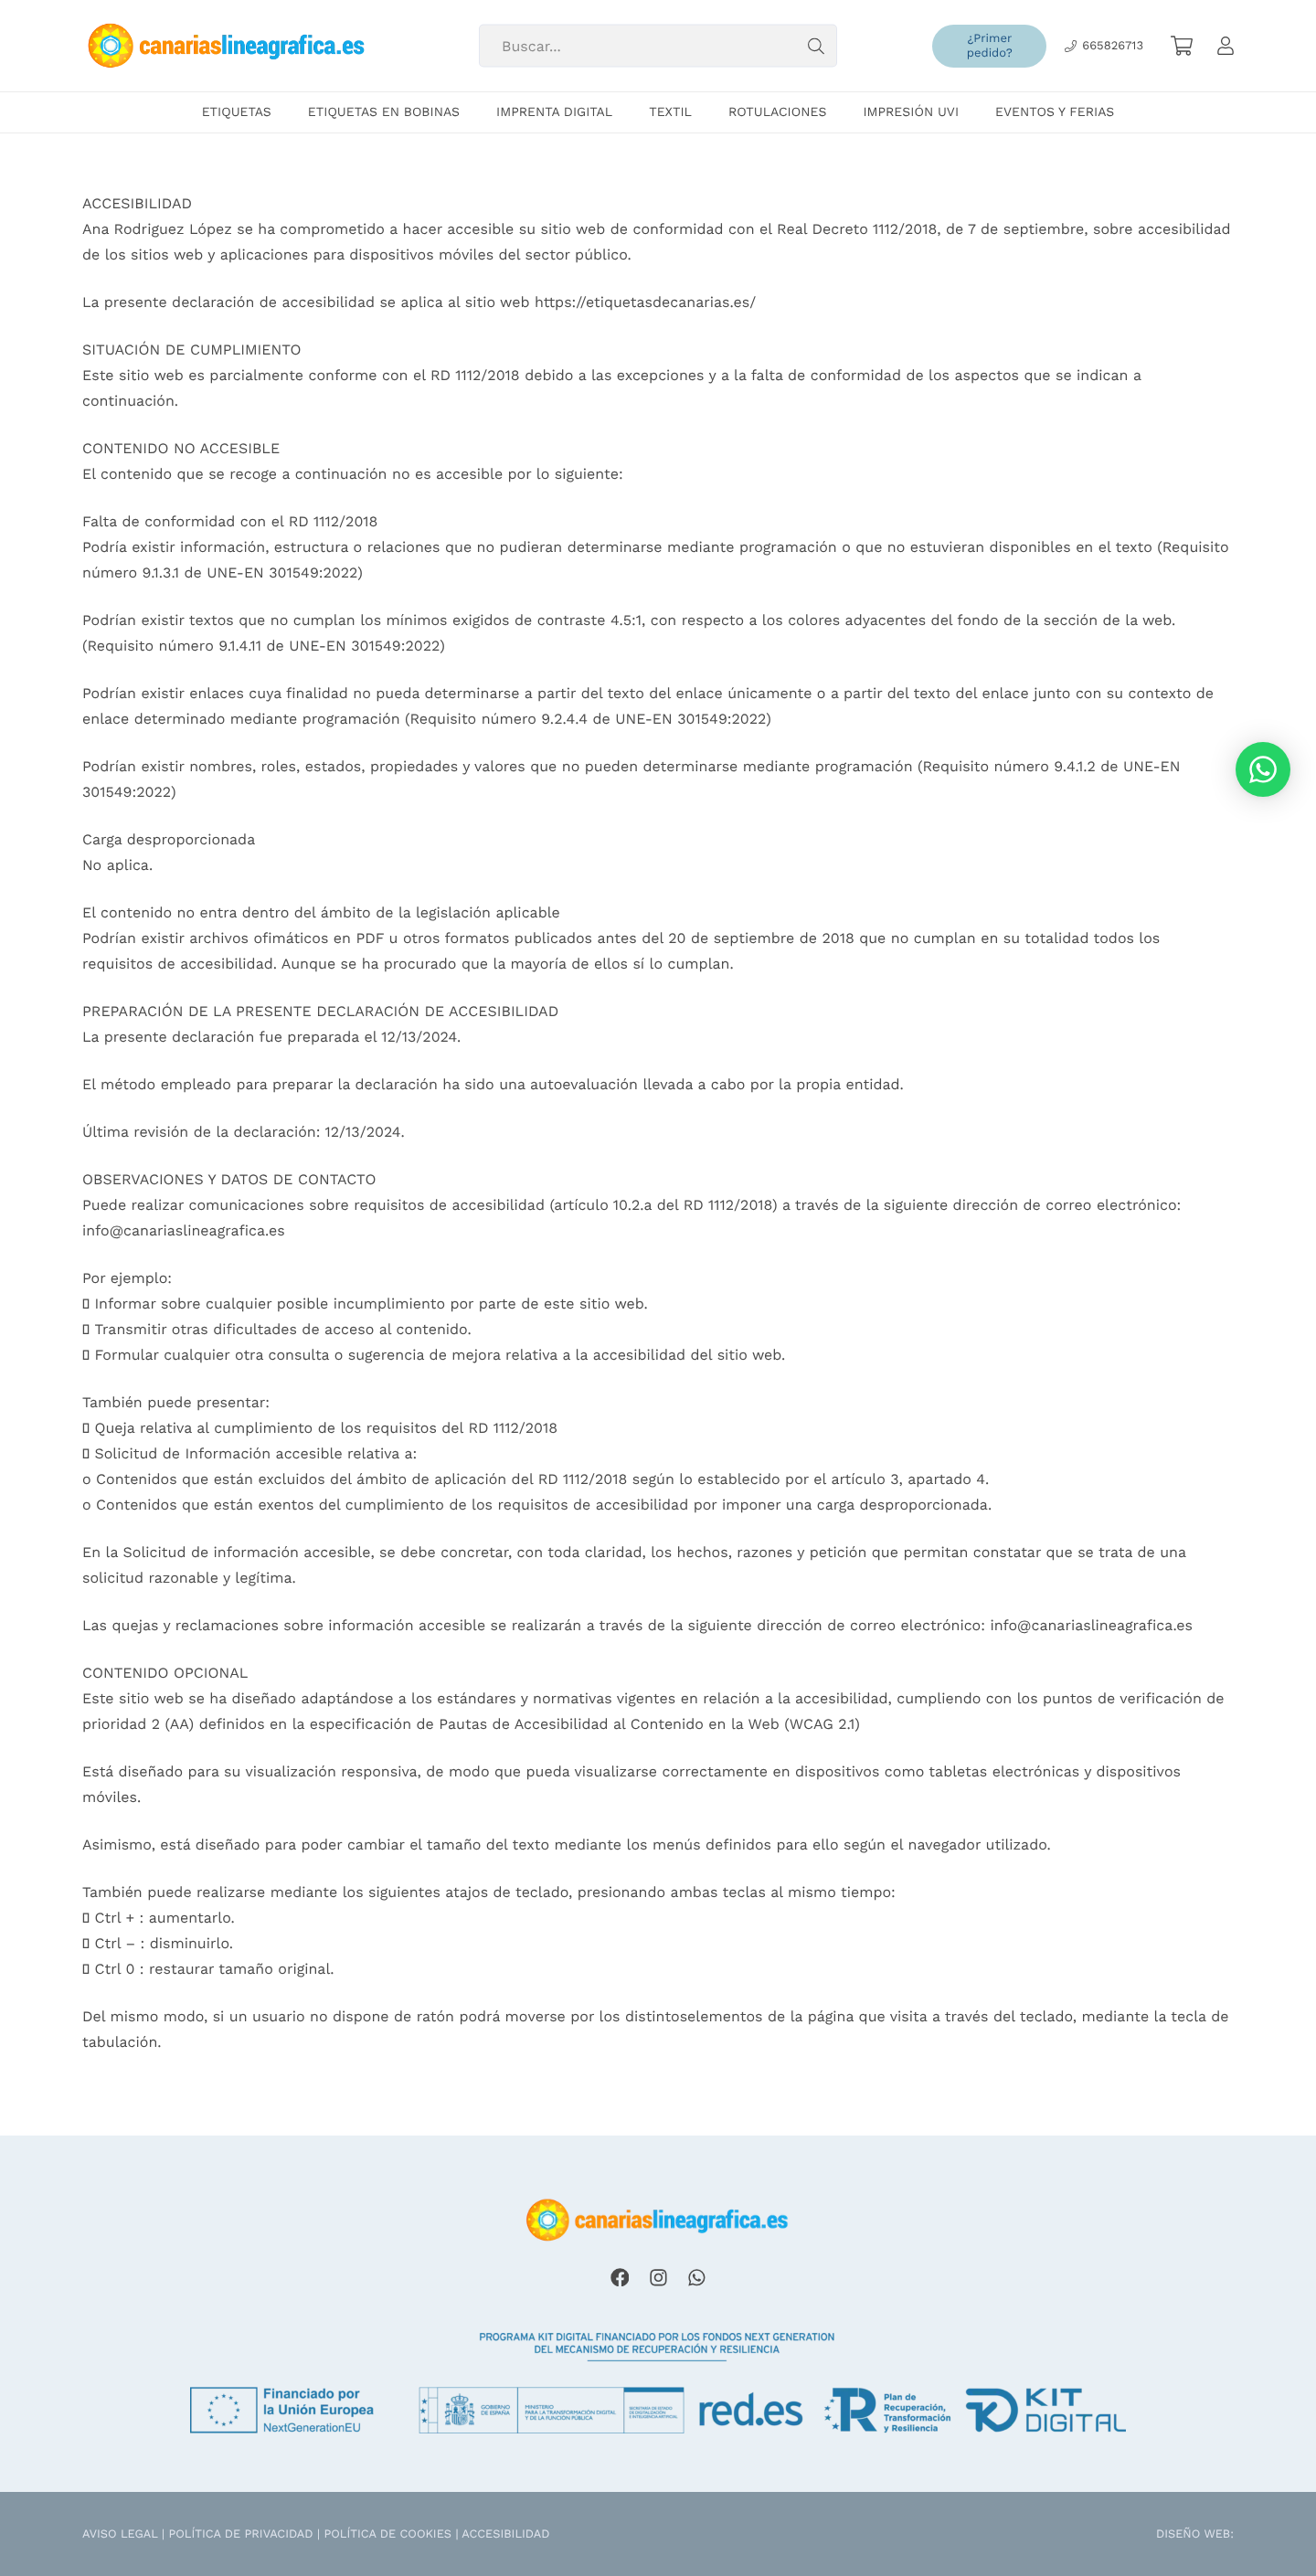 canariaslineagrafica.es
Buscar...
¿Primer
pedido?
665826713
ETIQUETAS ETIQUETAS EN BOBINAS IMPRENTA DIGITAL TEXTIL ROTULACIONES IMPRESIÓN UVI EVENTOS Y FERIAS
ACCESIBILIDAD
Ana Rodriguez López se ha comprometido a hacer accesible su sitio web de conformidad con el Real Decreto 1112/2018, de 7 de septiembre, sobre accesibilidad
de los sitios web y aplicaciones para dispositivos móviles del sector público.
La presente declaración de accesibilidad se aplica al sitio web https://etiquetasdecanarias.es/
SITUACIÓN DE CUMPLIMIENTO
Este sitio web es parcialmente conforme con el RD 1112/2018 debido a las excepciones y a la falta de conformidad de los aspectos que se indican a
continuación.
CONTENIDO NO ACCESIBLE
El contenido que se recoge a continuación no es accesible por lo siguiente:
Falta de conformidad con el RD 1112/2018
Podría existir información, estructura o relaciones que no pudieran determinarse mediante programación o que no estuvieran disponibles en el texto (Requisito
número 9.1.3.1 de UNE-EN 301549:2022)
Podrían existir textos que no cumplan los mínimos exigidos de contraste 4.5:1, con respecto a los colores adyacentes del fondo de la sección de la web.
(Requisito número 9.1.4.11 de UNE-EN 301549:2022)
Podrían existir enlaces cuya finalidad no pueda determinarse a partir del texto del enlace únicamente o a partir del texto del enlace junto con su contexto de
enlace determinado mediante programación (Requisito número 9.2.4.4 de UNE-EN 301549:2022)
Podrían existir nombres, roles, estados, propiedades y valores que no pueden determinarse mediante programación (Requisito número 9.4.1.2 de UNE-EN
301549:2022)
Carga desproporcionada
No aplica.
El contenido no entra dentro del ámbito de la legislación aplicable
Podrían existir archivos ofimáticos en PDF u otros formatos publicados antes del 20 de septiembre de 2018 que no cumplan en su totalidad todos los
requisitos de accesibilidad. Aunque se ha procurado que la mayoría de ellos sí lo cumplan.
PREPARACIÓN DE LA PRESENTE DECLARACIÓN DE ACCESIBILIDAD
La presente declaración fue preparada el 12/13/2024.
El método empleado para preparar la declaración ha sido una autoevaluación llevada a cabo por la propia entidad.
Última revisión de la declaración: 12/13/2024.
OBSERVACIONES Y DATOS DE CONTACTO
Puede realizar comunicaciones sobre requisitos de accesibilidad (artículo 10.2.a del RD 1112/2018) a través de la siguiente dirección de correo electrónico:
info@canariaslineagrafica.es
Por ejemplo:
 Informar sobre cualquier posible incumplimiento por parte de este sitio web.
 Transmitir otras dificultades de acceso al contenido.
 Formular cualquier otra consulta o sugerencia de mejora relativa a la accesibilidad del sitio web.
También puede presentar:
 Queja relativa al cumplimiento de los requisitos del RD 1112/2018
 Solicitud de Información accesible relativa a:
o Contenidos que están excluidos del ámbito de aplicación del RD 1112/2018 según lo establecido por el artículo 3, apartado 4.
o Contenidos que están exentos del cumplimiento de los requisitos de accesibilidad por imponer una carga desproporcionada.
En la Solicitud de información accesible, se debe concretar, con toda claridad, los hechos, razones y petición que permitan constatar que se trata de una
solicitud razonable y legítima.
Las quejas y reclamaciones sobre información accesible se realizarán a través de la siguiente dirección de correo electrónico: info@canariaslineagrafica.es
CONTENIDO OPCIONAL
Este sitio web se ha diseñado adaptándose a los estándares y normativas vigentes en relación a la accesibilidad, cumpliendo con los puntos de verificación de
prioridad 2 (AA) definidos en la especificación de Pautas de Accesibilidad al Contenido en la Web (WCAG 2.1)
Está diseñado para su visualización responsiva, de modo que pueda visualizarse correctamente en dispositivos como tabletas electrónicas y dispositivos
móviles.
Asimismo, está diseñado para poder cambiar el tamaño del texto mediante los menús definidos para ello según el navegador utilizado.
También puede realizarse mediante los siguientes atajos de teclado, presionando ambas teclas al mismo tiempo:
 Ctrl + : aumentarlo.
 Ctrl – : disminuirlo.
 Ctrl 0 : restaurar tamaño original.
Del mismo modo, si un usuario no dispone de ratón podrá moverse por los distintoselementos de la página que visita a través del teclado, mediante la tecla de
tabulación.
canariaslineagrafica.es
PROGRAMA KIT DIGITAL FINANCIADO POR LOS FONDOS NEXT GENERATION
DEL MECANISMO DE RECUPERACIÓN Y RESILIENCIA
Financiado por
la Unión Europea
NextGenerationEU
GOBIERNO
DE ESPAÑA
MINISTERIO
PARA LA TRANSFORMACIÓN DIGITAL
Y DE LA FUNCIÓN PÚBLICA
SECRETARÍA DE ESTADO
DE DIGITALIZACIÓN
E INTELIGENCIA ARTIFICIAL
red.es
Plan de
Recuperación,
Transformación
y Resiliencia
KIT
DIGITAL
AVISO LEGAL | POLÍTICA DE PRIVACIDAD | POLÍTICA DE COOKIES | ACCESIBILIDAD
DISEÑO WEB: